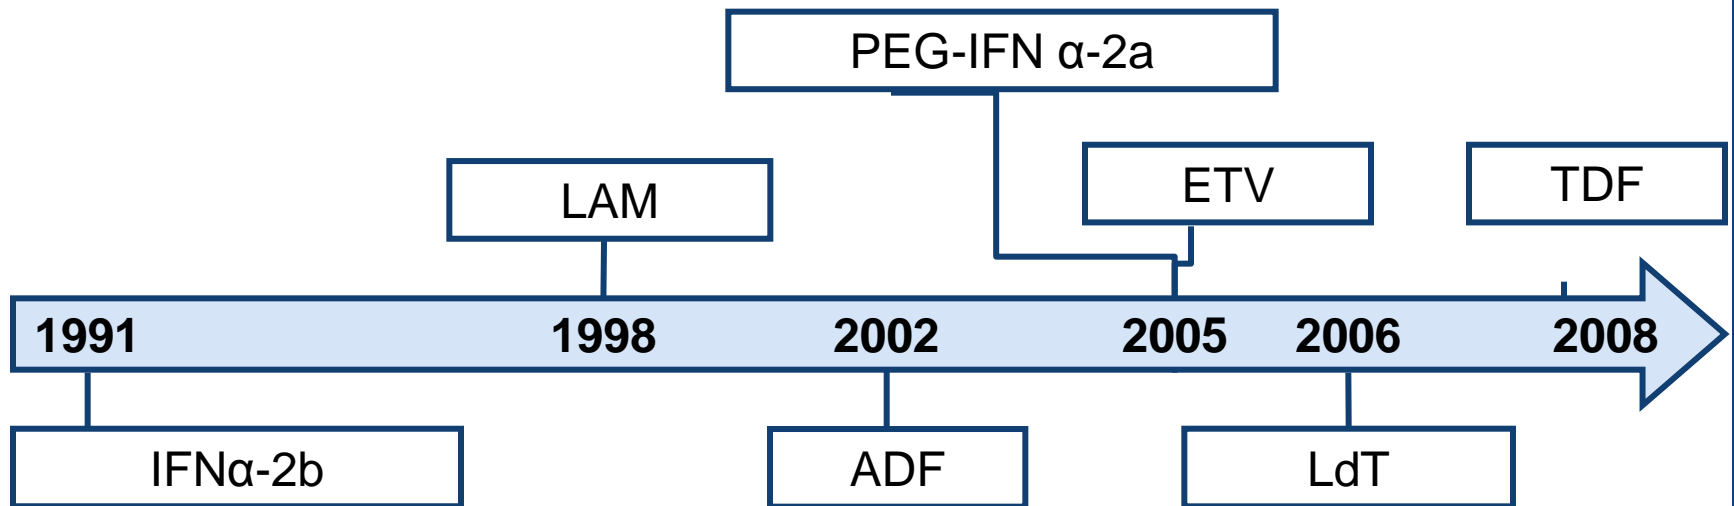 PEG-IFN α-2a
LAM
ETV
TDF
1991 1998 2002 2005 2006 2008
IFNα-2b
ADF
LdT